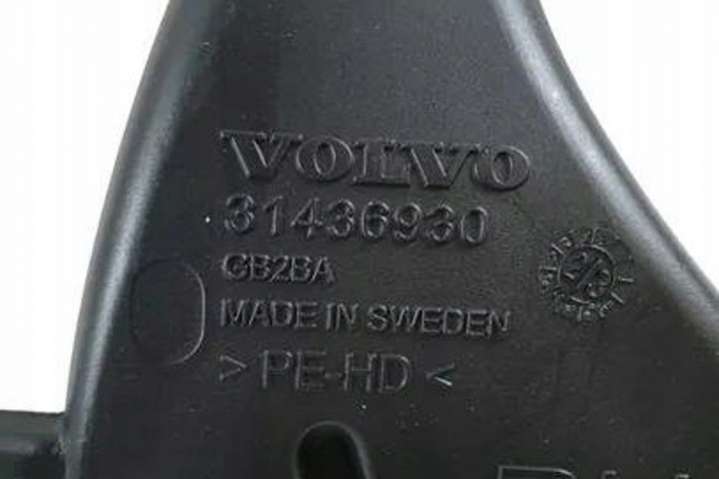 VOLVO
31436930
GB2BA
MADE IN SWEDEN
> PE-HD <